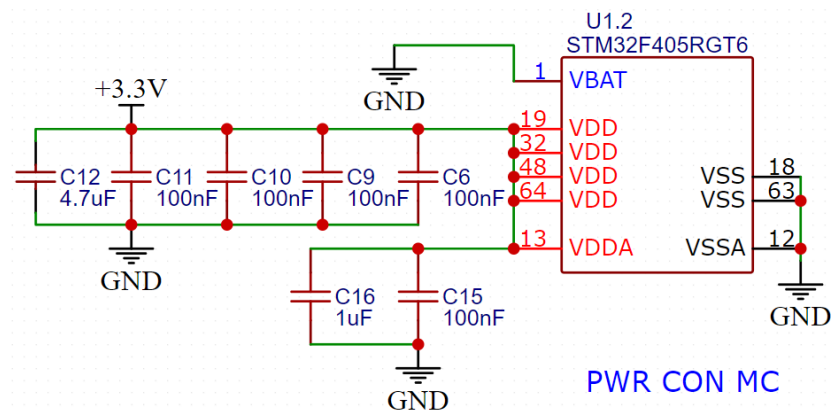 U1.2
STM32F405RGT6
1 VBAT
GND
+3.3V
19 VDD
32 VDD
48 VDD
64 VDD
13 VDDA
VSS 18
VSS 63
VSSA 12
C12
4.7uF
C11
100nF
C10
100nF
C9
100nF
C6
100nF
GND
C16
1uF
C15
100nF
GND
GND
PWR CON MC